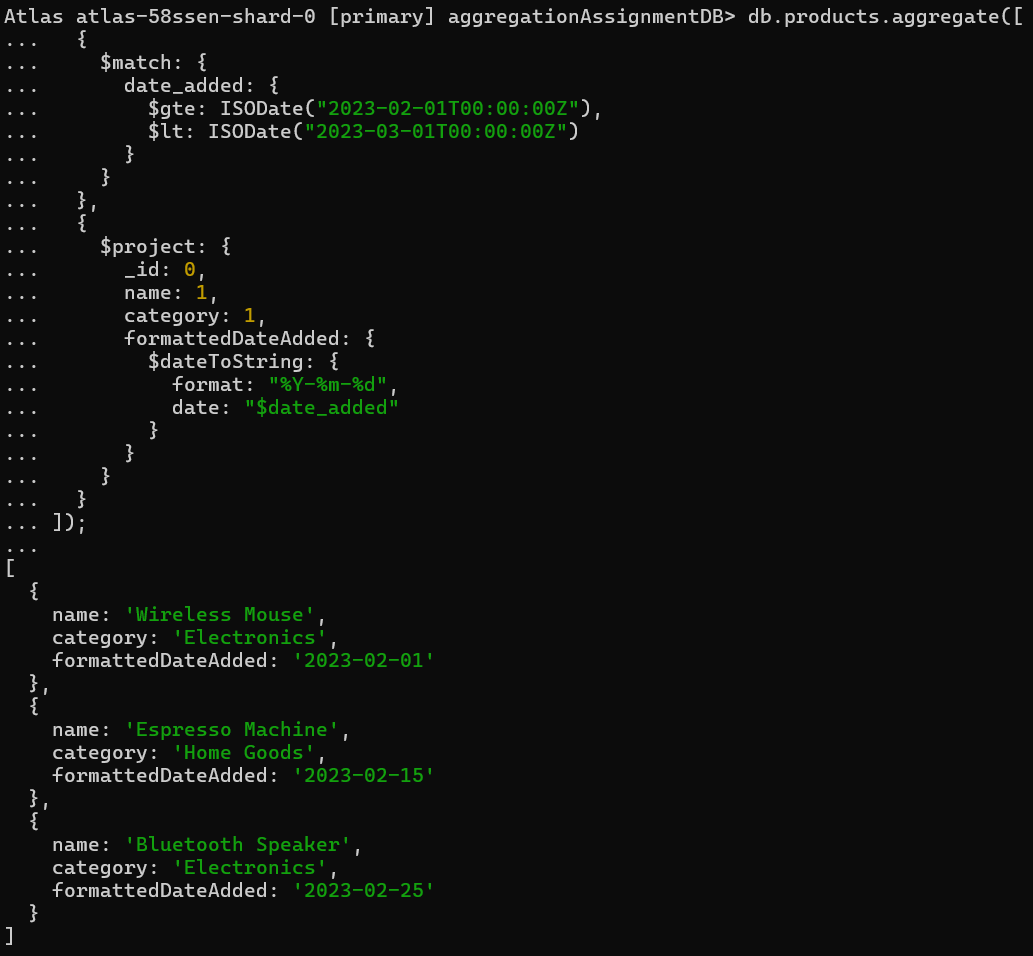 Atlas atlas-58ssen-shard-0 [primary] aggregationAssignmentDB> db.products.aggregate([
...   {
...     $match: {
...       date_added: {
...         $gte: ISODate("2023-02-01T00:00:00Z"),
...         $lt: ISODate("2023-03-01T00:00:00Z")
...       }
...     }
...   },
...   {
...     $project: {
...       _id: 0,
...       name: 1,
...       category: 1,
...       formattedDateAdded: {
...         $dateToString: {
...           format: "%Y-%m-%d",
...           date: "$date_added"
...         }
...       }
...     }
...   }
... ]);
...
[
  {
    name: 'Wireless Mouse',
    category: 'Electronics',
    formattedDateAdded: '2023-02-01'
  },
  {
    name: 'Espresso Machine',
    category: 'Home Goods',
    formattedDateAdded: '2023-02-15'
  },
  {
    name: 'Bluetooth Speaker',
    category: 'Electronics',
    formattedDateAdded: '2023-02-25'
  }
]